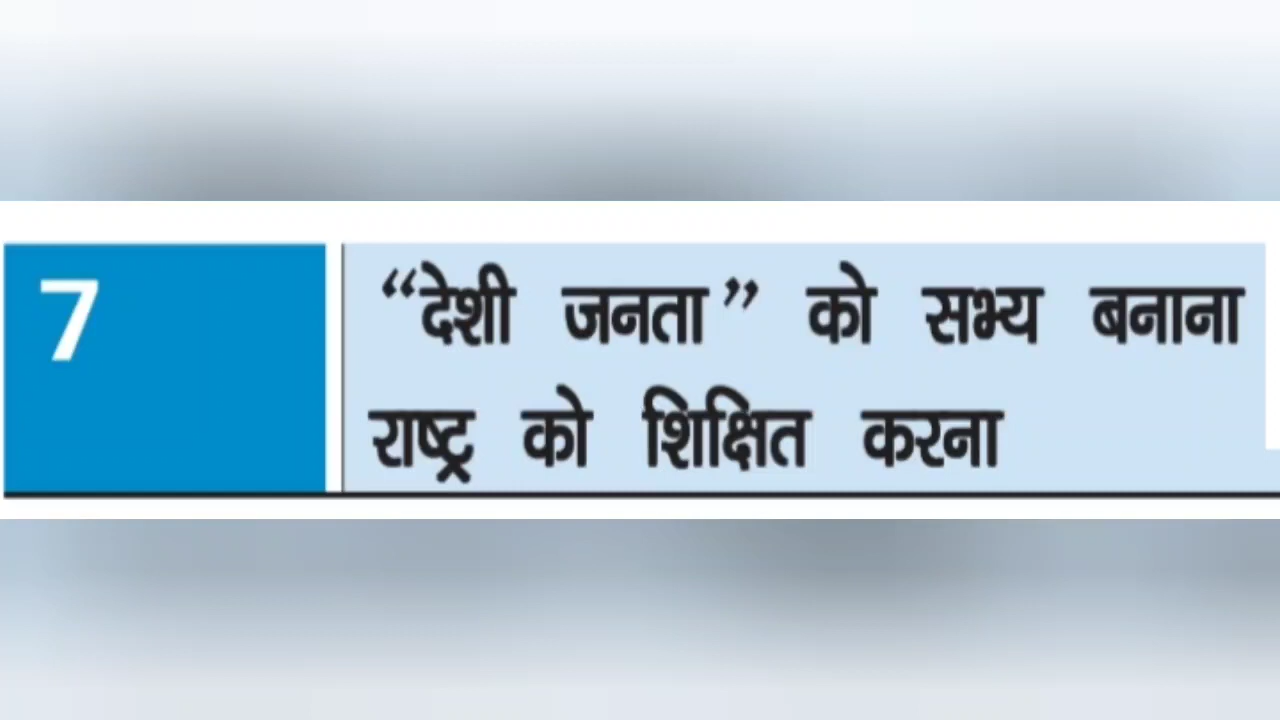 7
“देशी जनता” को सभ्य बनाना
राष्ट्र को शिक्षित करना